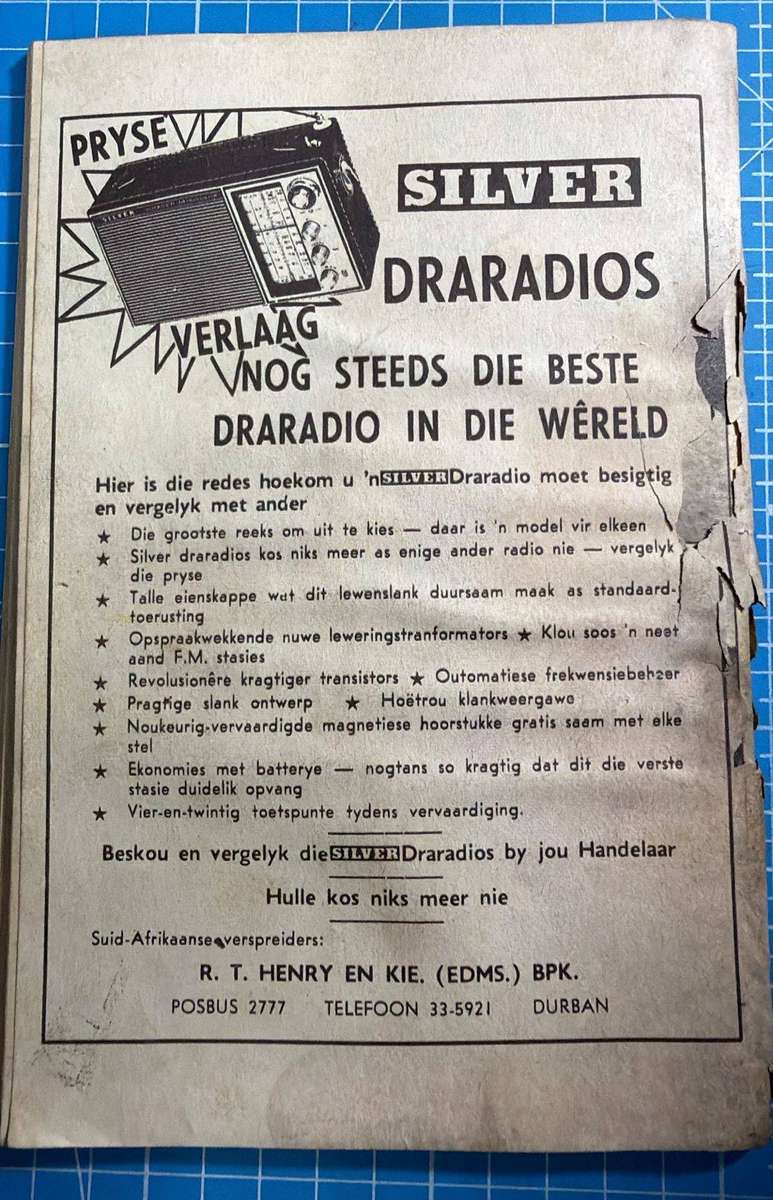 PRYSE
VERLAAG
SILVER
DRARADIOS
NOG STEEDS DIE BESTE
DRARADIO IN DIE WÊRELD
Hier is die redes hoekom u 'n SILVER Draradio moet besigtig
en vergelyk met ander
★ Die grootste reeks om uit te kies — daar is 'n model vir elkeen
★ Silver draradios kos niks meer as enige ander radio nie — vergelyk
die pryse
★ Talle eienskappe wat dit lewenslank duursaam maak as standaard-
toerusting
★ Opspraakwekkende nuwe leweringstranformators ★ Klou soos 'n neet
aand F.M. stasies
★ Revolusionêre kragtiger transistors ★ Outomatiese frekwensiebeheer
★ Pragtige slank ontwerp ★ Hoëtrou klankweergawe
★ Noukeurig-vervaardigde magnetiese hoorstukke gratis saam met elke
stel
★ Ekonomies met batterye — nogtans so kragtig dat dit die verste
stasie duidelik opvang
★ Vier-en-twintig toetspunte tydens vervaardiging.
Beskou en vergelyk die SILVER Draradios by jou Handelaar
Hulle kos niks meer nie
Suid-Afrikaanse verspreiders:
R. T. HENRY EN KIE. (EDMS.) BPK.
POSBUS 2777 TELEFOON 33-5921 DURBAN